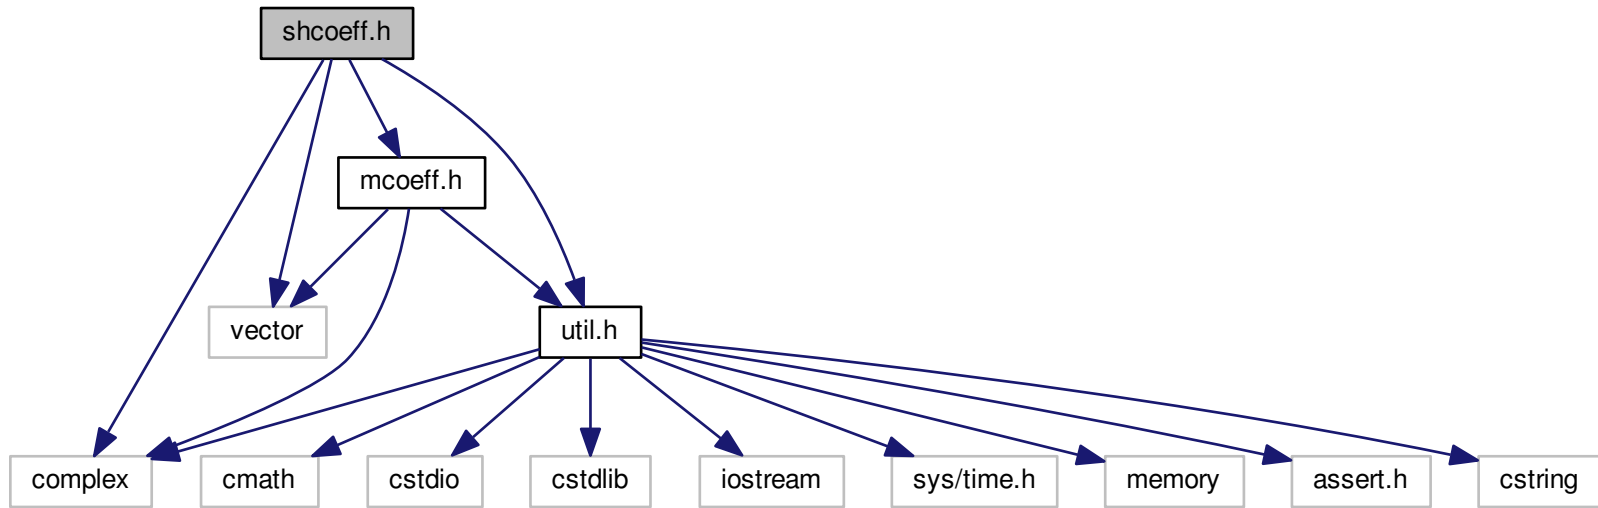 shcoeff.h
mcoeff.h
vector
util.h
complex
cmath
cstdio
cstdlib
iostream
sys/time.h
memory
assert.h
cstring